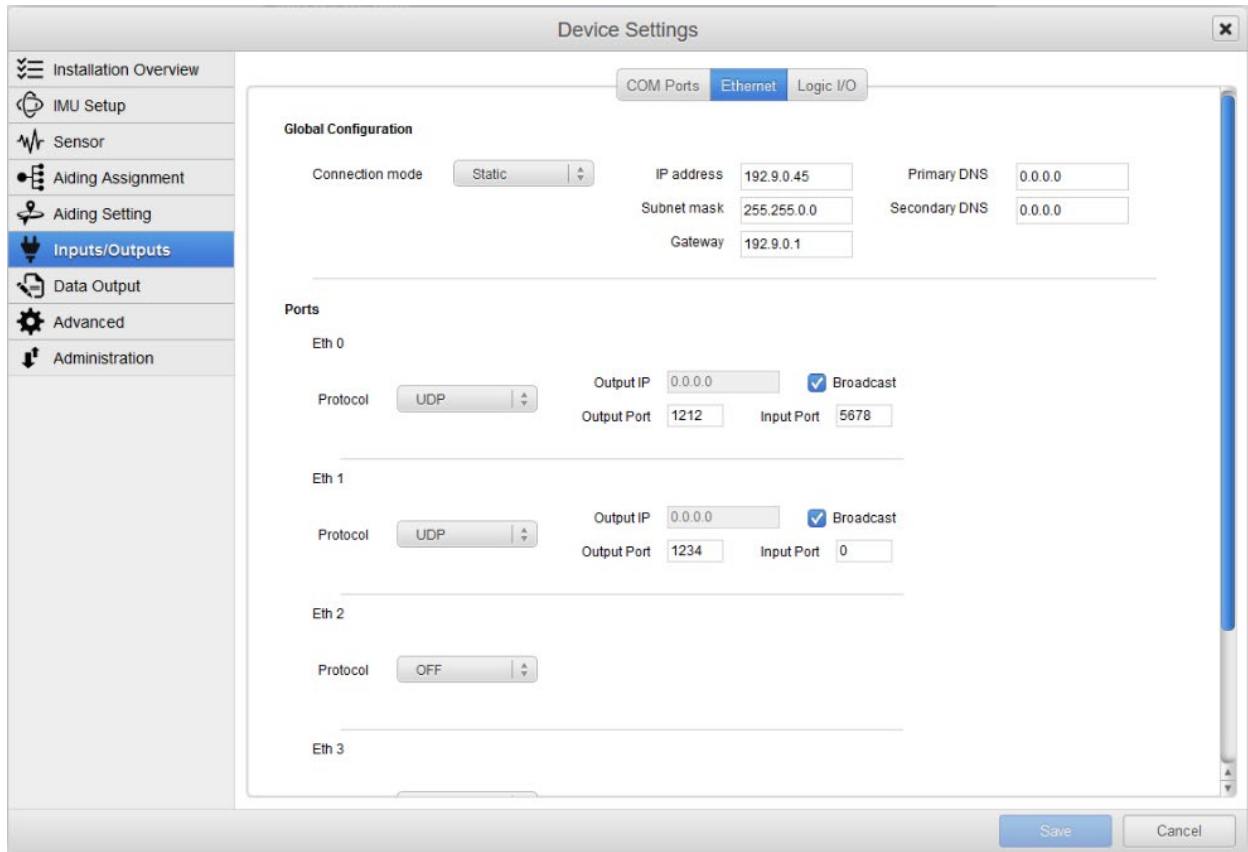 Device Settings
Installation Overview
IMU Setup
Sensor
Aiding Assignment
Aiding Setting
Inputs/Outputs
Data Output
Advanced
Administration
COM Ports Ethernet Logic I/O
Global Configuration
Connection mode Static IP address 192.9.0.45 Primary DNS 0.0.0.0
Subnet mask 255.255.0.0 Secondary DNS 0.0.0.0
Gateway 192.9.0.1
Ports
Eth 0
Output IP 0.0.0.0 Broadcast
Protocol UDP
Output Port 1212 Input Port 5678
Eth 1
Output IP 0.0.0.0 Broadcast
Protocol UDP
Output Port 1234 Input Port 0
Eth 2
Protocol OFF
Eth 3
Save Cancel